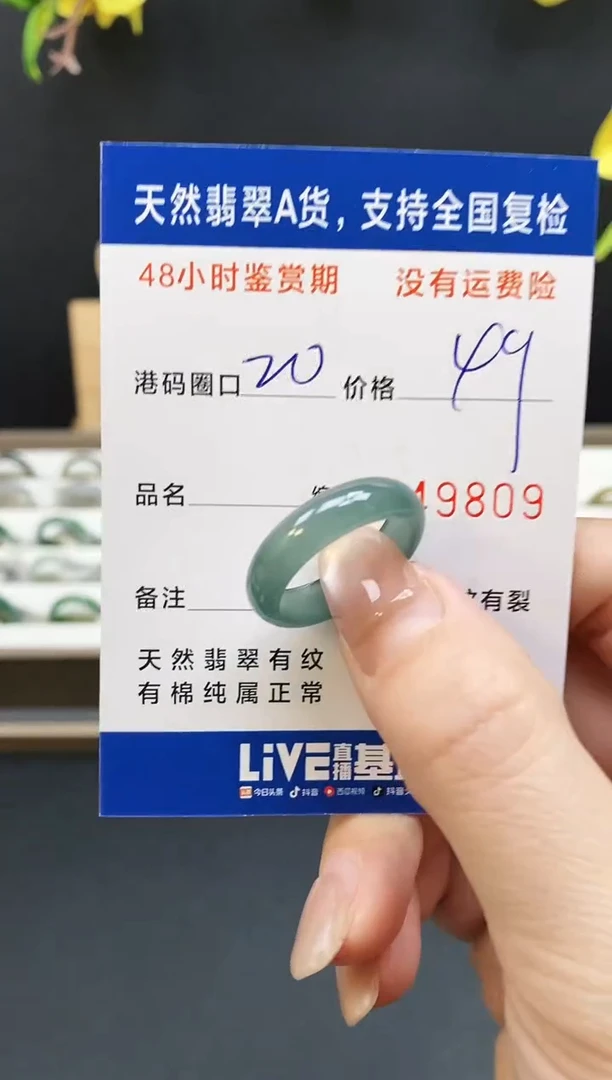 天然翡翠A货，支持全国复检
48小时鉴赏期 没有运费险
港码圈口 20 价格 49
品名 49809
备注 有裂
天然翡翠有纹
有棉纯属正常
LiVE直播基
今日头条 抖音 西瓜视频 抖音